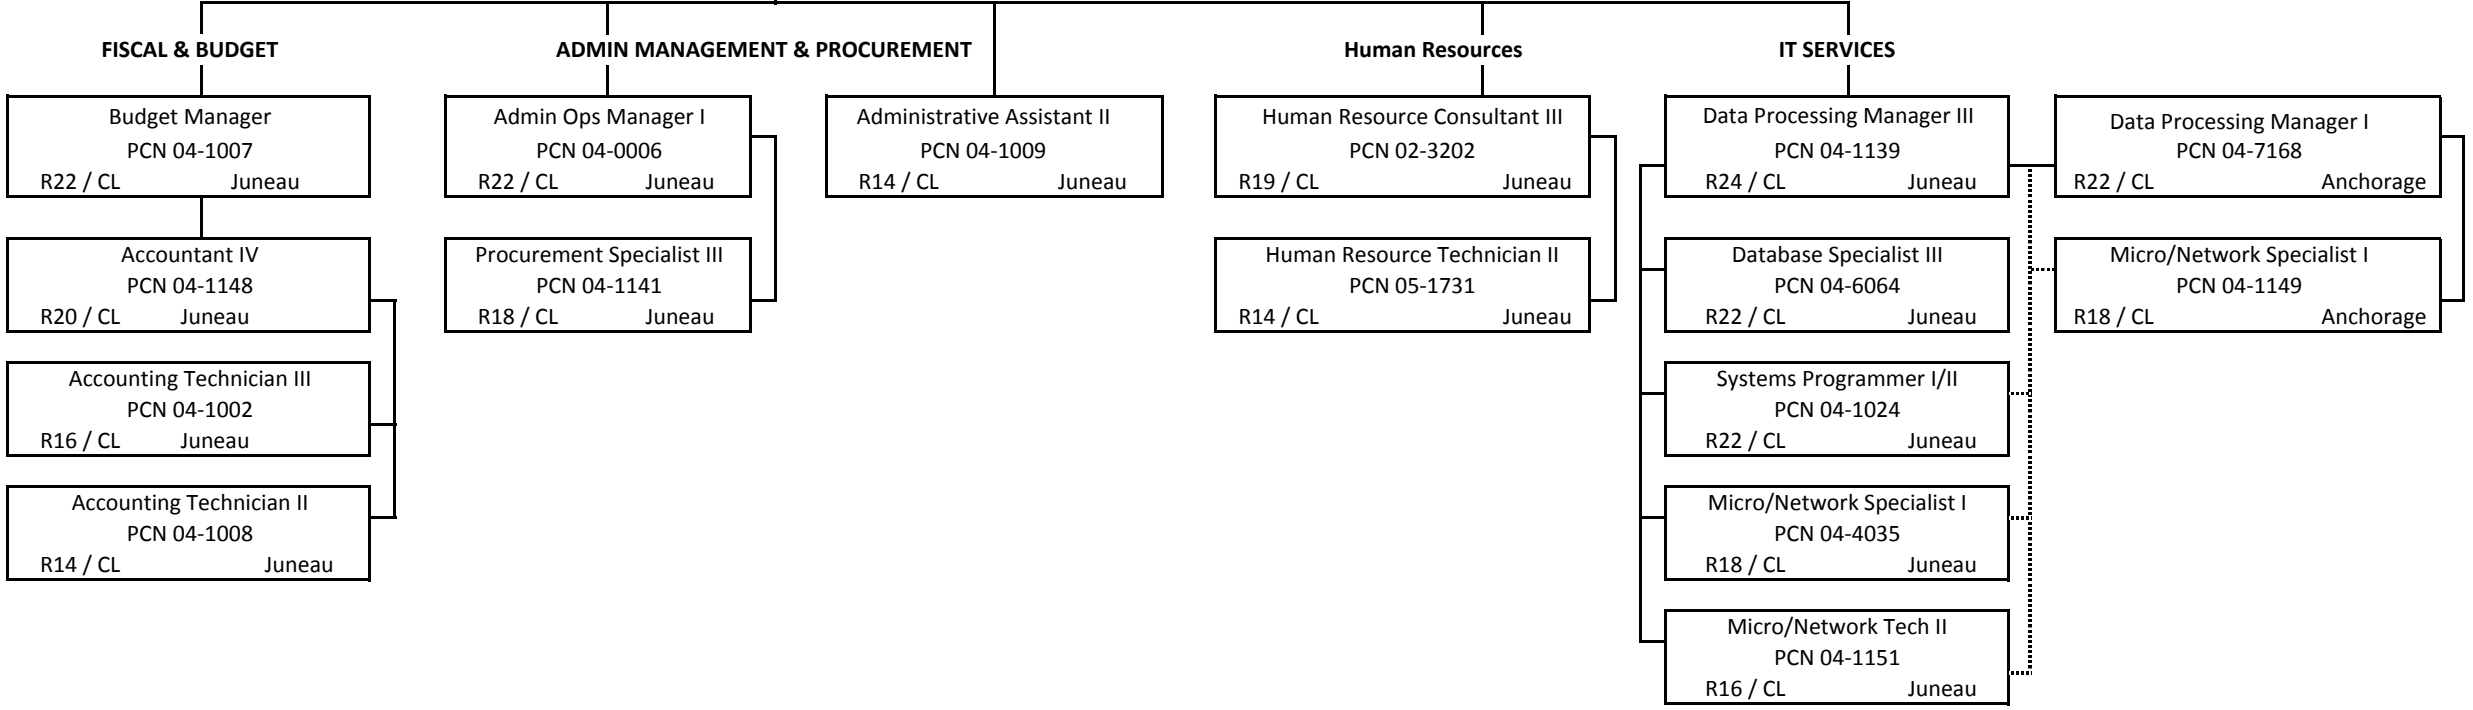 FISCAL & BUDGET
ADMIN MANAGEMENT & PROCUREMENT
Human Resources
IT SERVICES
Budget Manager
PCN 04-1007
R22 / CL Juneau
Accountant IV
PCN 04-1148
R20 / CL Juneau
Accounting Technician III
PCN 04-1002
R16 / CL Juneau
Accounting Technician II
PCN 04-1008
R14 / CL Juneau
Admin Ops Manager I
PCN 04-0006
R22 / CL Juneau
Procurement Specialist III
PCN 04-1141
R18 / CL Juneau
Administrative Assistant II
PCN 04-1009
R14 / CL Juneau
Human Resource Consultant III
PCN 02-3202
R19 / CL Juneau
Human Resource Technician II
PCN 05-1731
R14 / CL Juneau
Data Processing Manager III
PCN 04-1139
R24 / CL Juneau
Database Specialist III
PCN 04-6064
R22 / CL Juneau
Systems Programmer I/II
PCN 04-1024
R22 / CL Juneau
Micro/Network Specialist I
PCN 04-4035
R18 / CL Juneau
Micro/Network Tech II
PCN 04-1151
R16 / CL Juneau
Data Processing Manager I
PCN 04-7168
R22 / CL Anchorage
Micro/Network Specialist I
PCN 04-1149
R18 / CL Anchorage